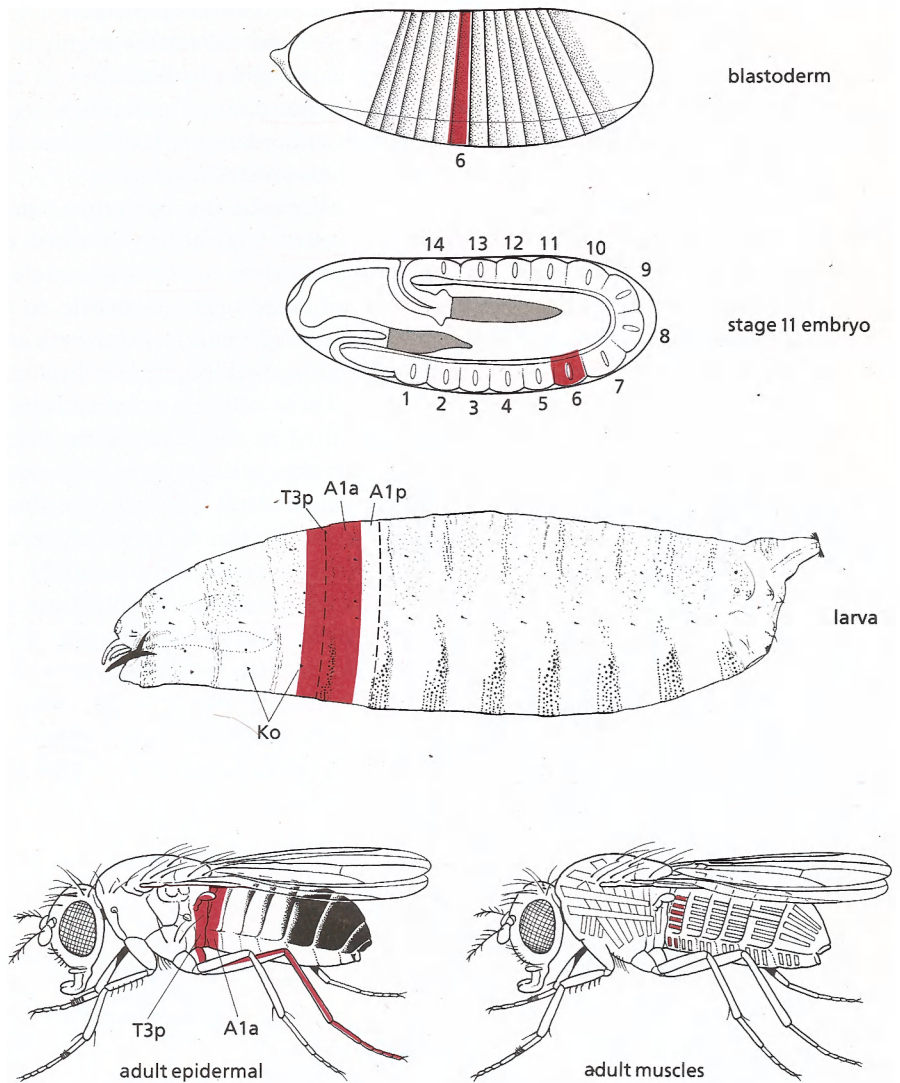 blastoderm
6
14 13 12 11 10
9
stage 11 embryo
8
7
1 2 3 4 5 6
T3p A1a A1p
larva
Ko
T3p A1a
adult epidermal
adult muscles